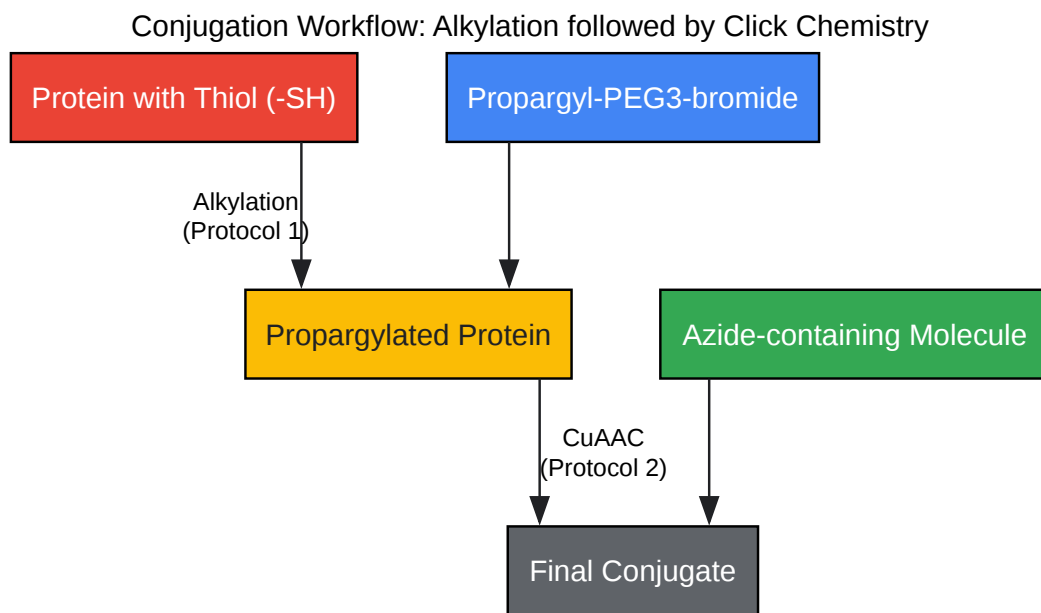 Conjugation Workflow: Alkylation followed by Click Chemistry
Protein with Thiol (-SH)
Propargyl-PEG3-bromide
Alkylation
(Protocol 1)
Propargylated Protein
Azide-containing Molecule
CuAAC
(Protocol 2)
Final Conjugate